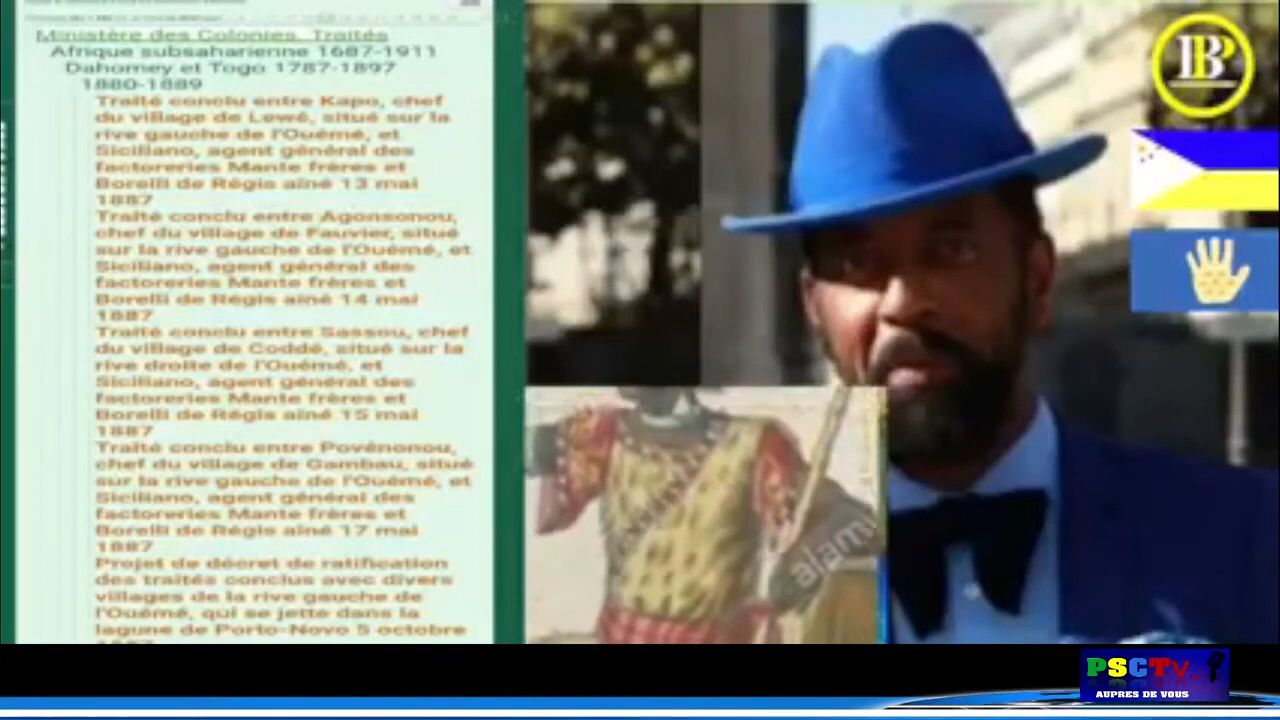 Ministère des Colonies. Traités
Afrique subsaharienne 1687-1911
Dahomey et Togo 1787-1897
1880-1889
Traité conclu entre Kapo, chef
du village de Lewé, situé sur la
rive gauche de l'Ouémé, et
Siciliano, agent général des
factoreries Mante frères et
Borelli de Régis aîné 13 mai
1887
Traité conclu entre Agonsonou,
chef du village de Fauvier, situé
sur la rive gauche de l'Ouémé, et
Siciliano, agent général des
factoreries Mante frères et
Borelli de Régis aîné 14 mai
1887
Traité conclu entre Sassou, chef
du village de Coddé, situé sur la
rive droite de l'Ouémé, et
Siciliano, agent général des
factoreries Mante frères et
Borelli de Régis aîné 15 mai
1887
Traité conclu entre Povénonou,
chef du village de Gambau, situé
sur la rive gauche de l'Ouémé, et
Siciliano, agent général des
factoreries Mante frères et
Borelli de Régis aîné 17 mai
1887
Projet de décret de ratification
des traités conclus avec divers
villages de la rive gauche de
l'Ouémé, qui se jette dans la
lagune de Porto-Novo 5 octobre
alam
PSCTv
AUPRES DE VOUS